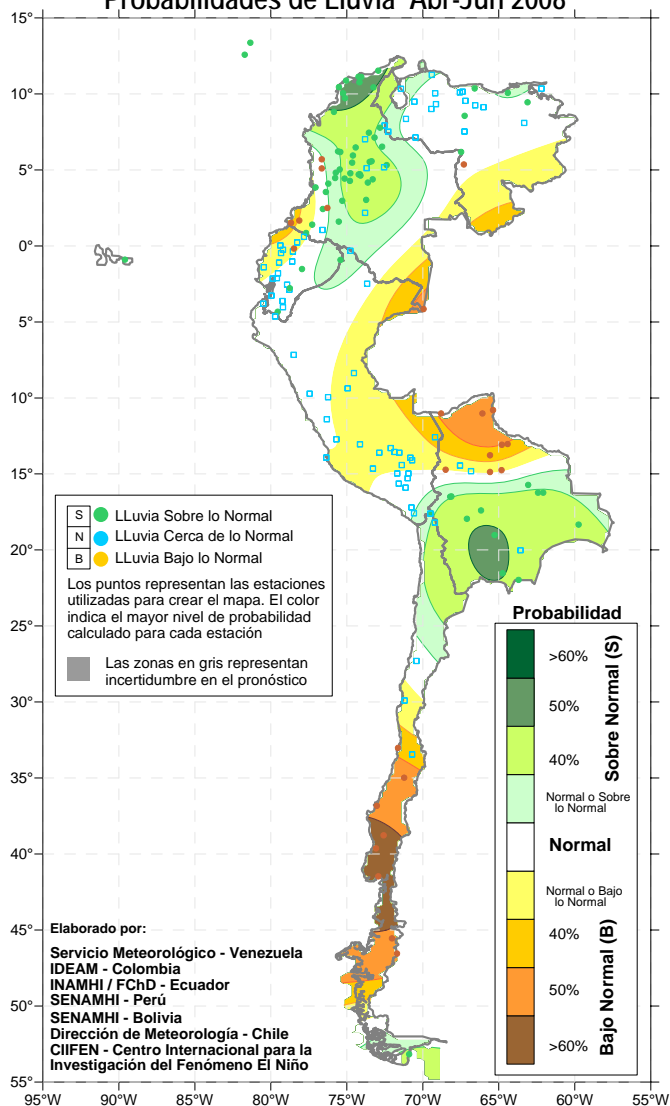 Probabilidades de Lluvia Abr-Jun 2008
15°
10°
5°
0°
5°
10°
15°
20°
25°
30°
35°
40°
45°
50°
55°
95°W
90°W
85°W
80°W
75°W
70°W
65°W
60°W
55°W
50°W
S LLuvia Sobre lo Normal
N LLuvia Cerca de lo Normal
B LLuvia Bajo lo Normal
Los puntos representan las estaciones
utilizadas para crear el mapa. El color
indica el mayor nivel de probabilidad
calculado para cada estación
Las zonas en gris representan
incertidumbre en el pronóstico
Probabilidad
>60%
50%
40%
Normal o Sobre
lo Normal
Normal
Normal o Bajo
lo Normal
40%
50%
>60%
Sobre Normal (S)
Bajo Normal (B)
Elaborado por:
Servicio Meteorológico - Venezuela
IDEAM - Colombia
INAMHI / FChD - Ecuador
SENAMHI - Perú
SENAMHI - Bolivia
Dirección de Meteorología - Chile
CIIFEN - Centro Internacional para la
Investigación del Fenómeno El Niño